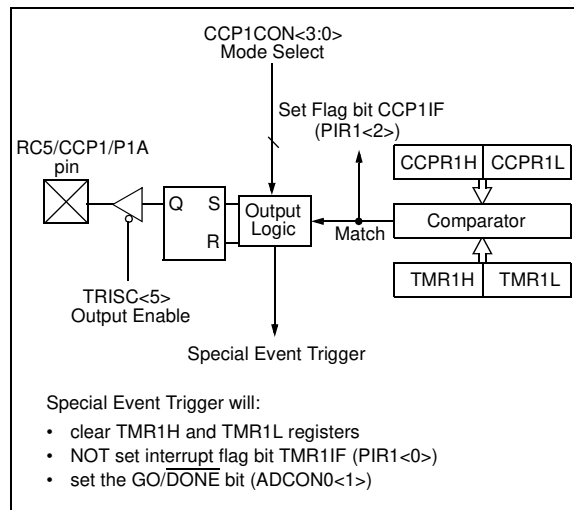 CCP1CON<3:0>
Mode Select
Set Flag bit CCP1IF
(PIR1<2>)
RC5/CCP1/P1A
pin
CCPR1H CCPR1L
Q S
R
Output
Logic
Match
Comparator
TRISC<5>
Output Enable
TMR1H TMR1L
Special Event Trigger
Special Event Trigger will:
• clear TMR1H and TMR1L registers
• NOT set interrupt flag bit TMR1IF (PIR1<0>)
• set the GO/DONE bit (ADCON0<1>)